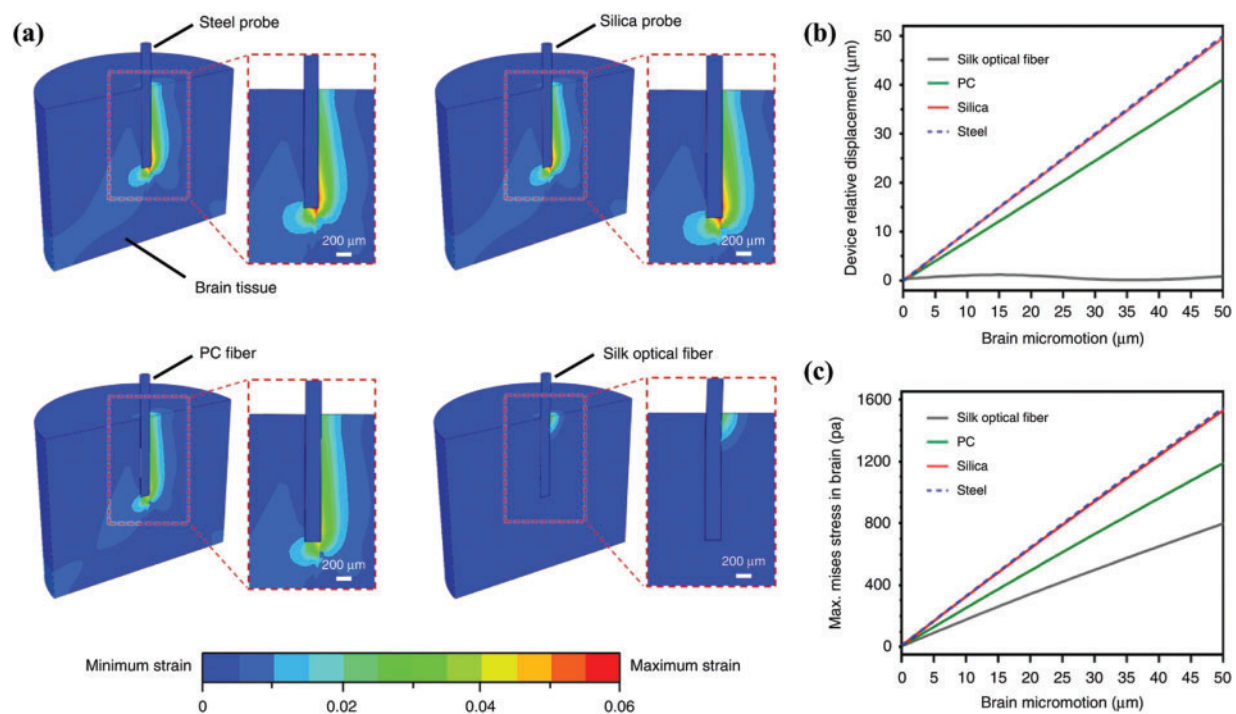 (a)
Steel probe
200 μm
Brain tissue
Silica probe
200 μm
PC fiber
200 μm
Silk optical fiber
200 μm
Minimum strain
Maximum strain
0 0.02 0.04 0.06
(b)
Device relative displacement (μm)
50
40
30
20
10
0
Silk optical fiber
PC
Silica
Steel
0 5 10 15 20 25 30 35 40 45 50
Brain micromotion (μm)
(c)
Max. mises stress in brain (pa)
1600
1200
800
400
0
Silk optical fiber
PC
Silica
Steel
0 5 10 15 20 25 30 35 40 45 50
Brain micromotion (μm)